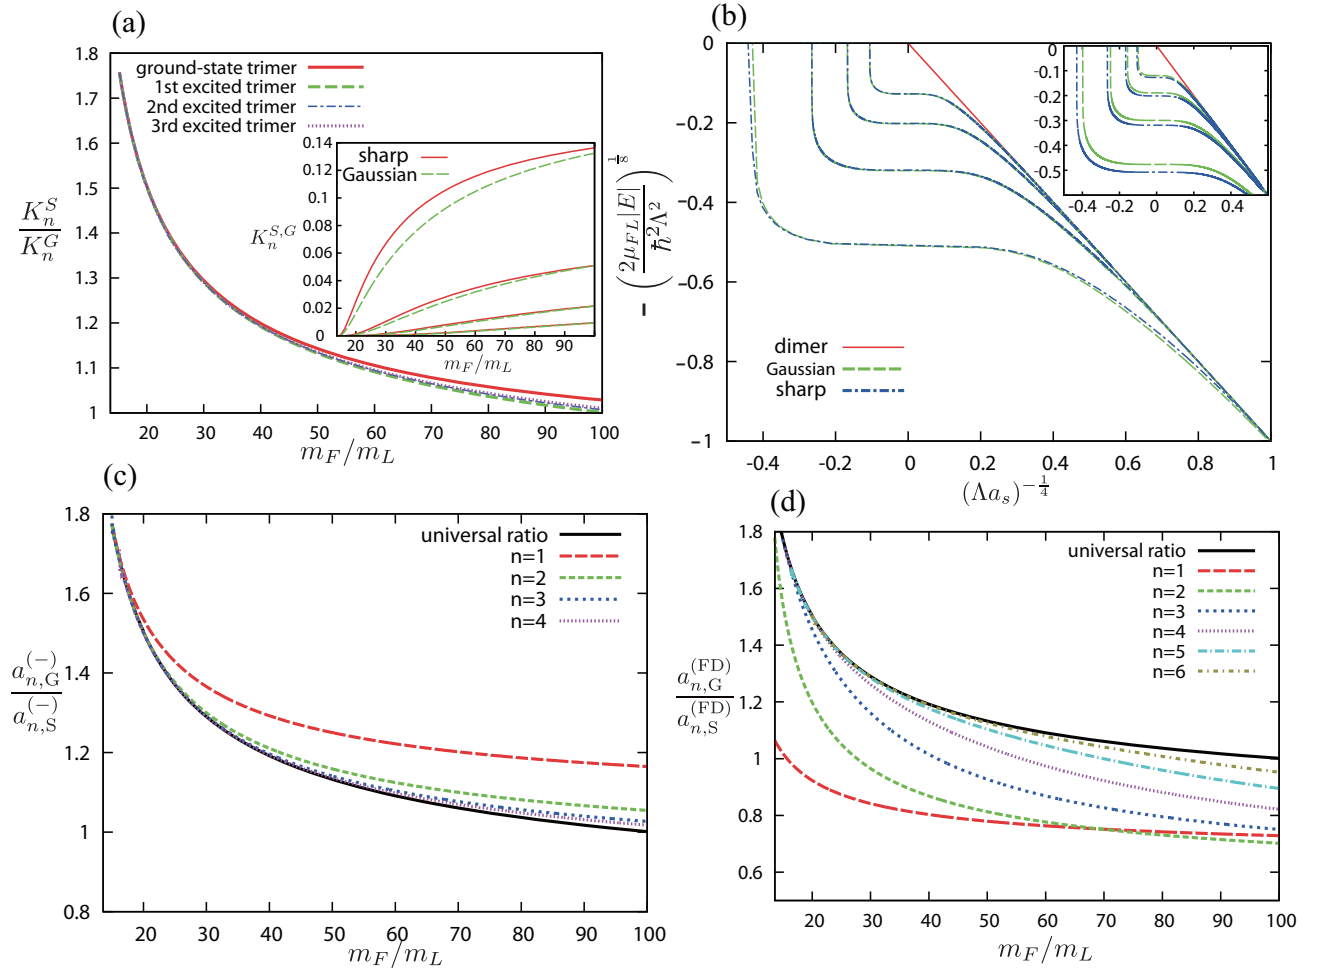 (a)
1.8
1.7
1.6
1.5
1.4
1.3
1.2
1.1
1
K_n^S / K_n^G
ground-state trimer
1st excited trimer
2nd excited trimer
3rd excited trimer
0.14
0.12
0.1
0.08
0.06
0.04
0.02
0
K_n^{S,G}
sharp
Gaussian
20 30 40 50 60 70 80 90
m_F/m_L
20 30 40 50 60 70 80 90 100
m_F/m_L
(b)
0
−0.2
−0.4
−0.6
−0.8
−1
−(2μ_{FL}|E| / ħ²Λ²)^{1/8}
dimer
Gaussian
sharp
0
-0.1
-0.2
-0.3
-0.4
-0.5
-0.4 -0.2 0 0.2 0.4
-0.4 -0.2 0 0.2 0.4 0.6 0.8 1
(Λa_s)^{−1/4}
(c)
1.8
1.6
1.4
1.2
1
0.8
a_{n,G}^{(−)} / a_{n,S}^{(−)}
universal ratio
n=1
n=2
n=3
n=4
20 30 40 50 60 70 80 90 100
m_F/m_L
(d)
1.8
1.6
1.4
1.2
1
0.8
0.6
a_{n,G}^{(FD)} / a_{n,S}^{(FD)}
universal ratio
n=1
n=2
n=3
n=4
n=5
n=6
20 30 40 50 60 70 80 90 100
m_F/m_L